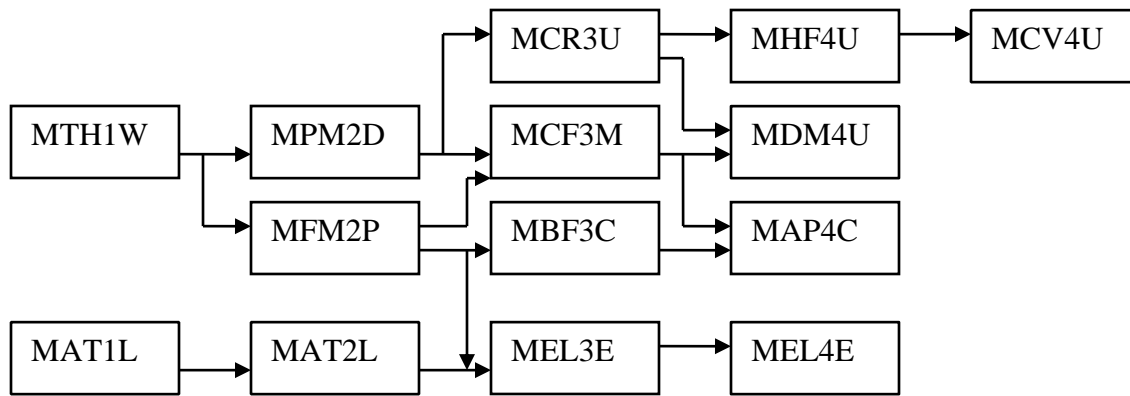 MCR3U MHF4U MCV4U
MTH1W MPM2D MCF3M MDM4U
MFM2P MBF3C MAP4C
MAT1L MAT2L MEL3E MEL4E